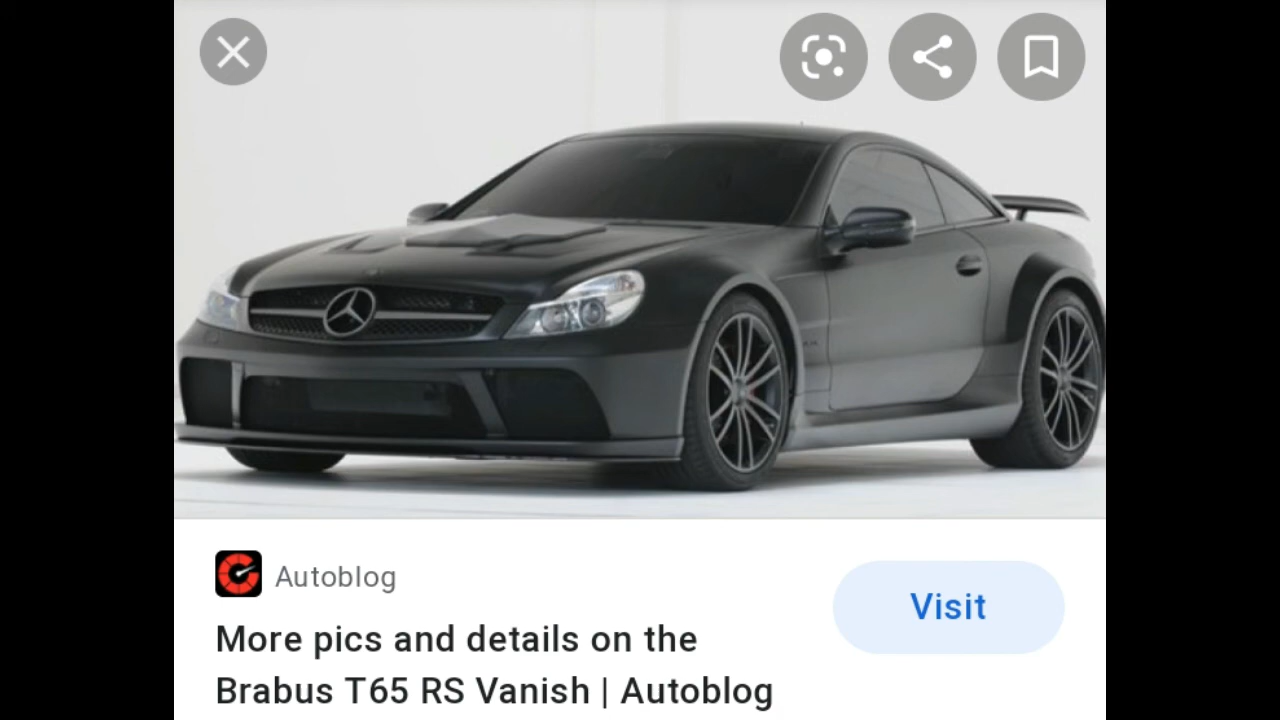 Autoblog
Visit
More pics and details on the
Brabus T65 RS Vanish | Autoblog